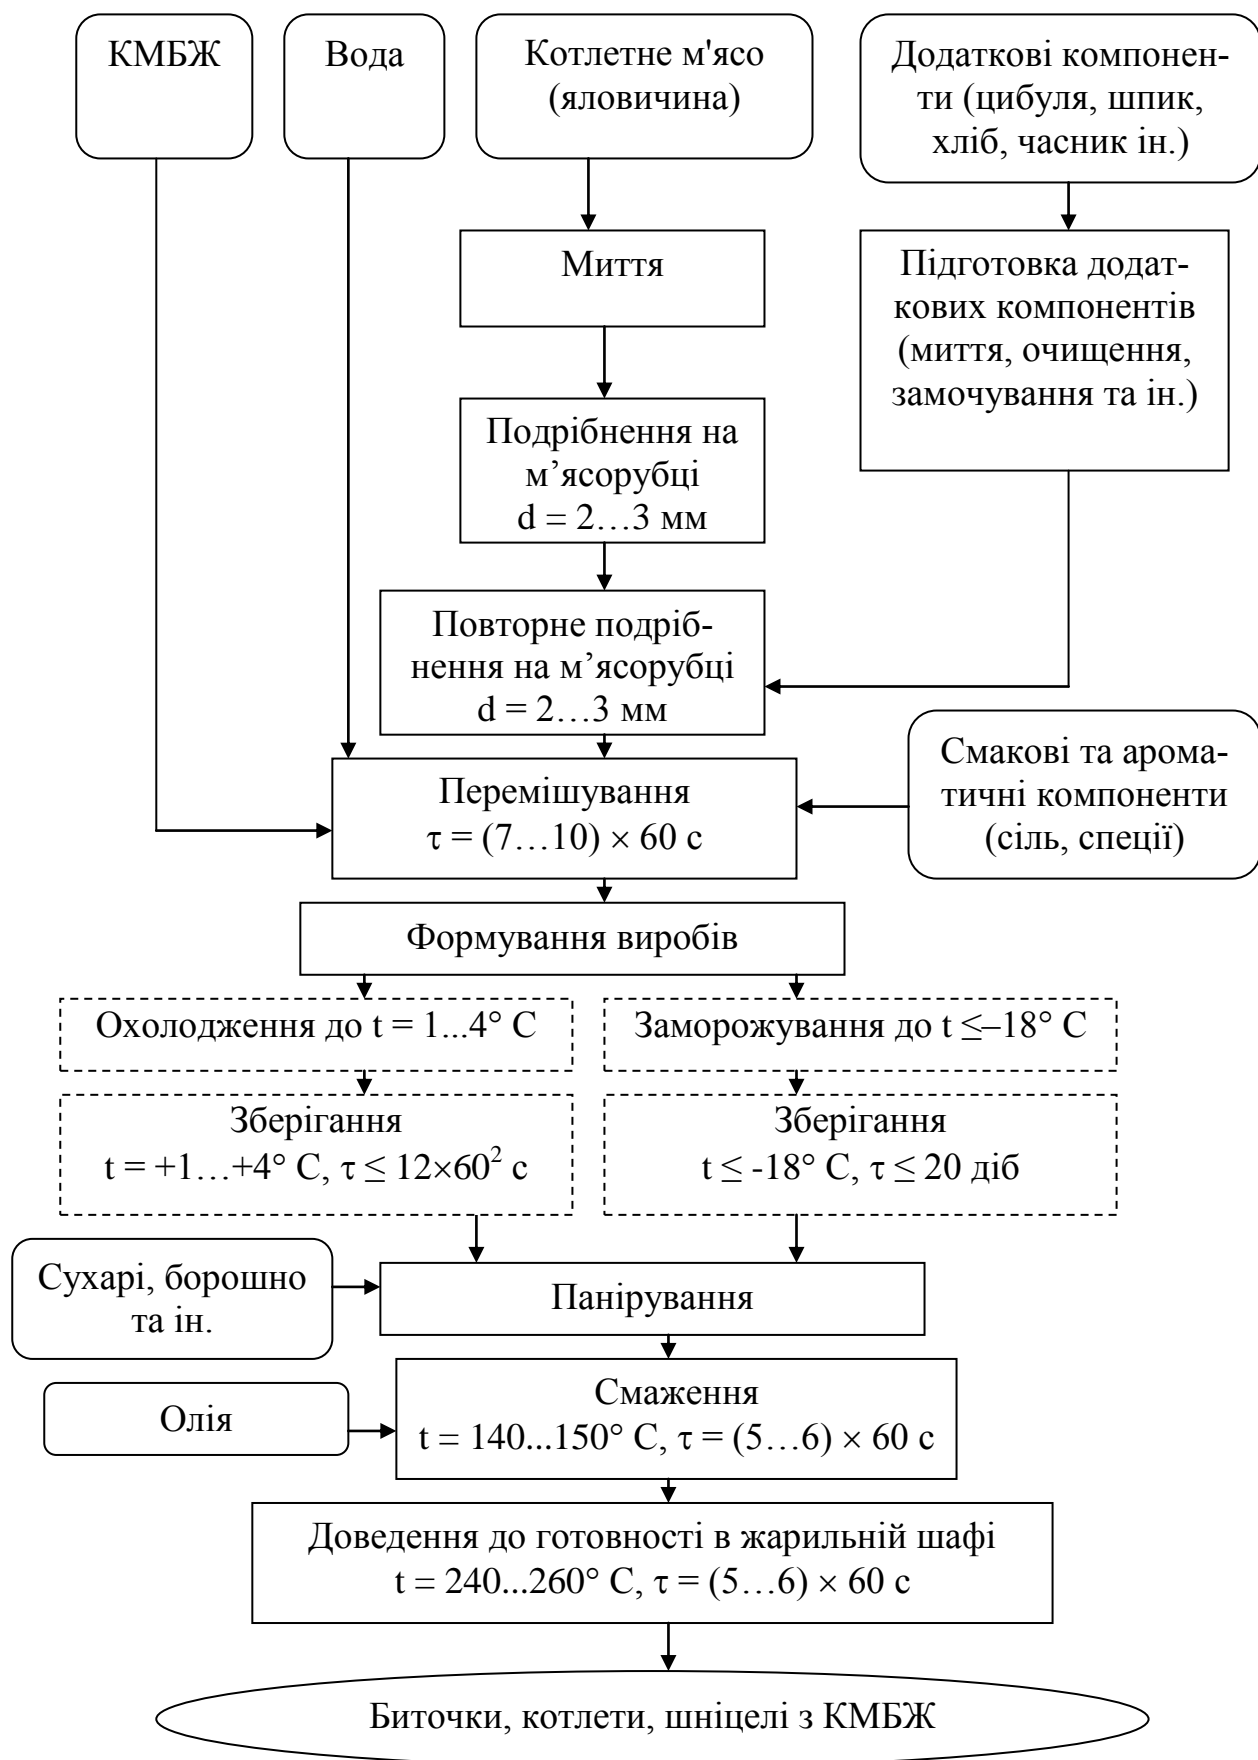 КМБЖ
Вода
Котлетне м'ясо
(яловичина)
Додаткові компонен-
ти (цибуля, шпик,
хліб, часник ін.)
Миття
Підготовка додат-
кових компонентів
(миття, очищення,
замочування та ін.)
Подрібнення на
м’ясорубці
d = 2…3 мм
Повторне подріб-
нення на м’ясорубці
d = 2…3 мм
Смакові та арома-
тичні компоненти
(сіль, спеції)
Перемішування
τ = (7…10) × 60 с
Формування виробів
Охолодження до t = 1...4° С
Заморожування до t ≤–18° С
Зберігання
t = +1…+4° С, τ ≤ 12×60² с
Зберігання
t ≤ -18° С, τ ≤ 20 діб
Сухарі, борошно
та ін.
Панірування
Олія
Смаження
t = 140...150° С, τ = (5…6) × 60 с
Доведення до готовності в жарильній шафі
t = 240...260° С, τ = (5…6) × 60 с
Биточки, котлети, шніцелі з КМБЖ